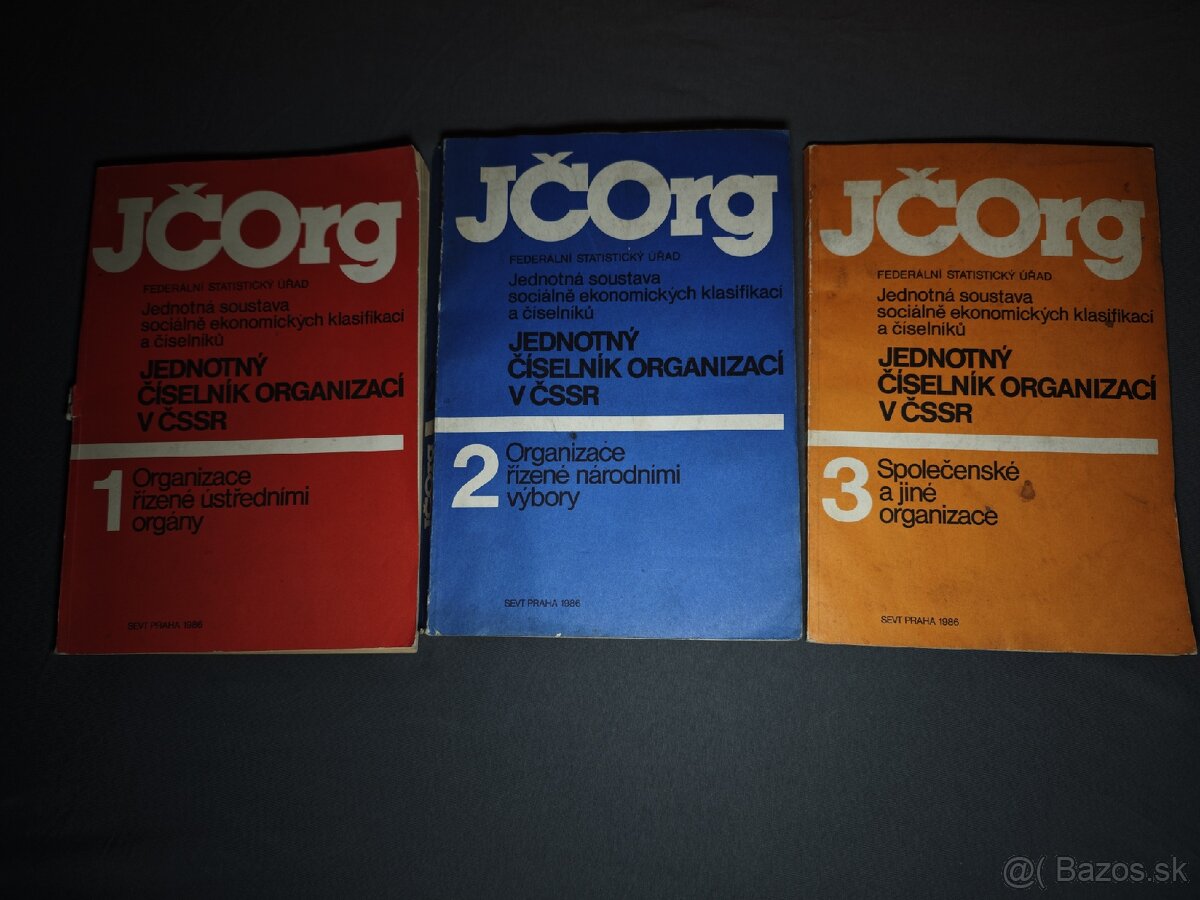 JČOrg
FEDERÁLNÍ STATISTICKÝ ÚŘAD
Jednotná soustava
sociálně ekonomických klasifikací
a číselníků
JEDNOTNÝ
ČÍSELNÍK ORGANIZACÍ
V ČSSR
1 Organizace
řízené ústředními
orgány
SEVT PRAHA 1986
JČOrg
JČOrg
FEDERÁLNÍ STATISTICKÝ ÚŘAD
Jednotná soustava
sociálně ekonomických klasifikací
a číselníků
JEDNOTNÝ
ČÍSELNÍK ORGANIZACÍ
V ČSSR
2 Organizace
řízené národními
výbory
SEVT PRAHA 1986
JČOrg
FEDERÁLNÍ STATISTICKÝ ÚŘAD
Jednotná soustava
sociálně ekonomických klasifikací
a číselníků
JEDNOTNÝ
ČÍSELNÍK ORGANIZACÍ
V ČSSR
3 Společenské
a jiné
organizace
SEVT PRAHA 1986
@( Bazos.sk